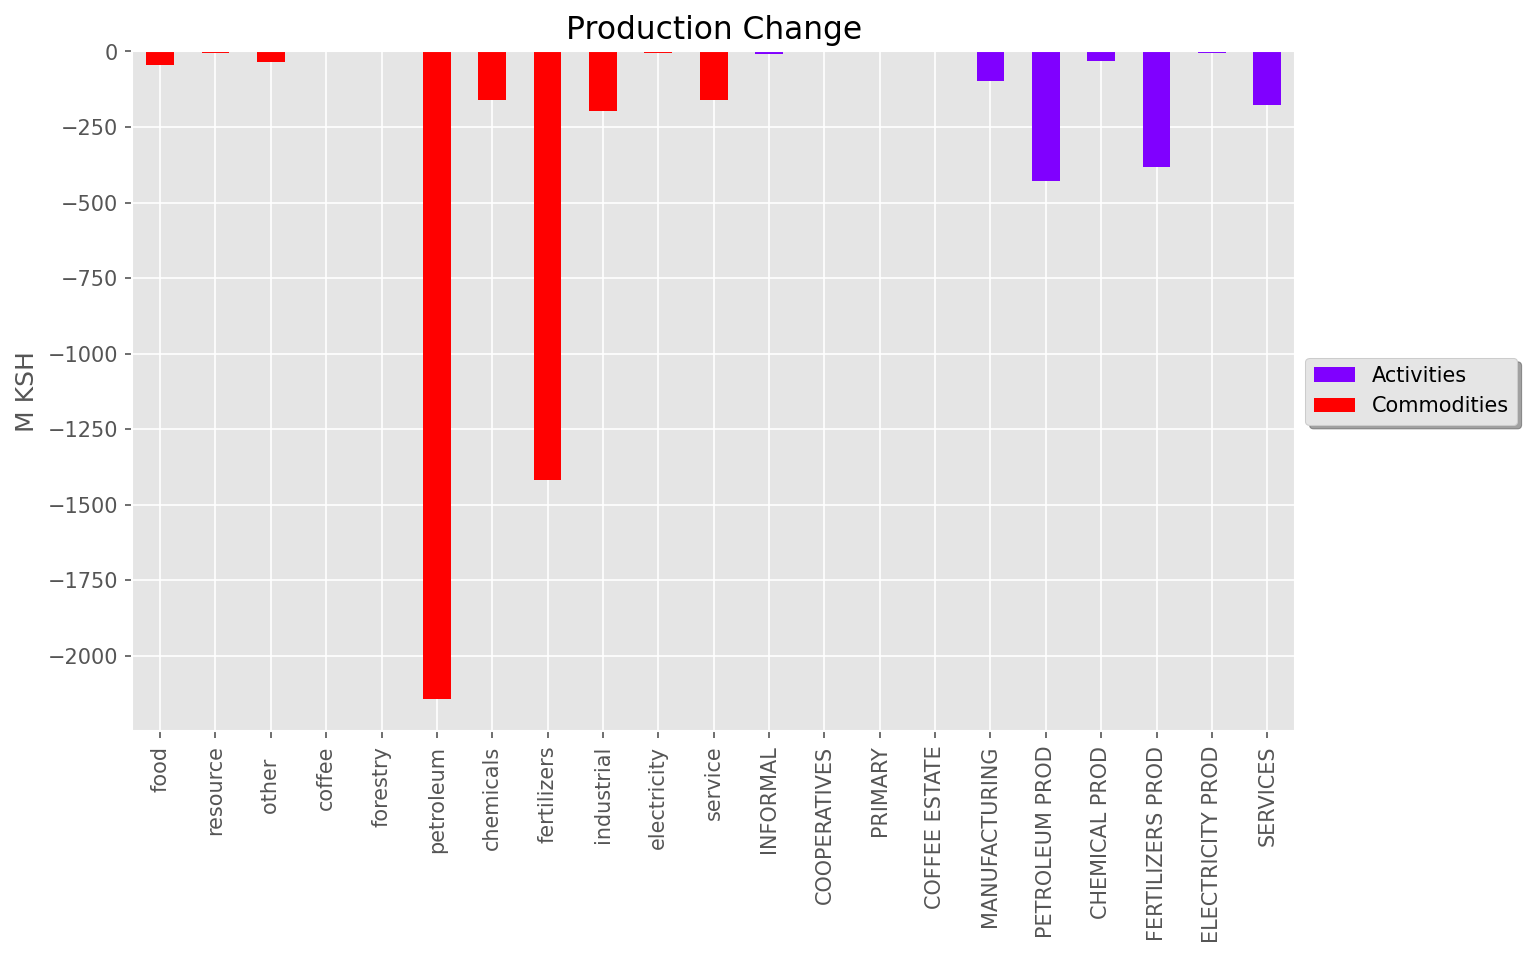 Production Change
M KSH
0
−250
−500
−750
−1000
−1250
−1500
−1750
−2000
food
resource
other
coffee
forestry
petroleum
chemicals
fertilizers
industrial
electricity
service
INFORMAL
COOPERATIVES
PRIMARY
COFFEE ESTATE
MANUFACTURING
PETROLEUM PROD
CHEMICAL PROD
FERTILIZERS PROD
ELECTRICITY PROD
SERVICES
Activities
Commodities